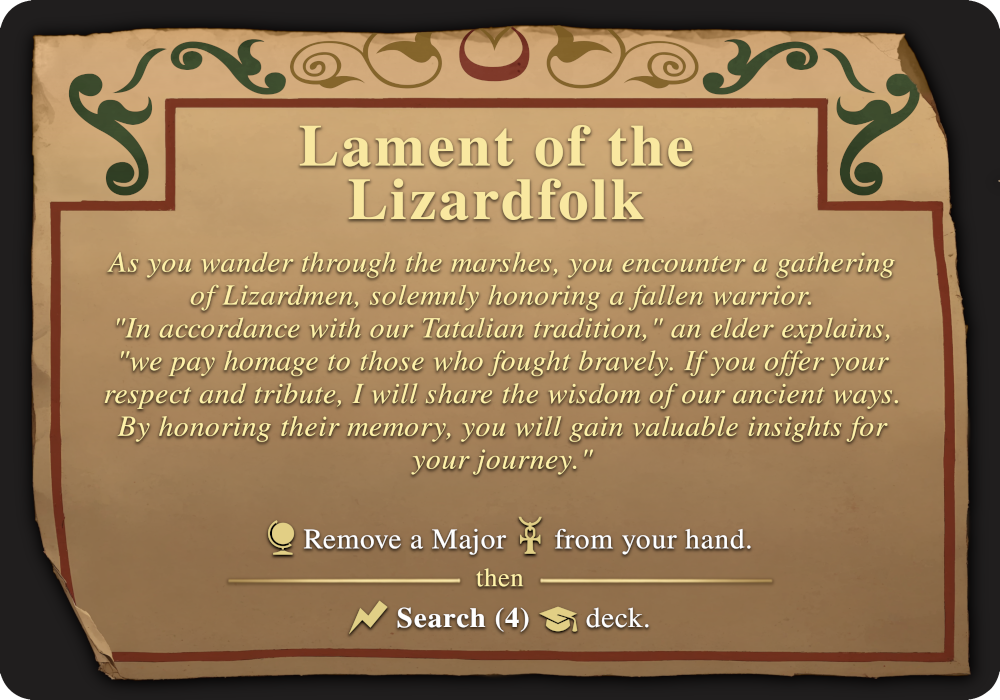 Lament of the
Lizardfolk
As you wander through the marshes, you encounter a gathering
of Lizardmen, solemnly honoring a fallen warrior.
"In accordance with our Tatalian tradition," an elder explains,
"we pay homage to those who fought bravely. If you offer your
respect and tribute, I will share the wisdom of our ancient ways.
By honoring their memory, you will gain valuable insights for
your journey."
Remove a Major from your hand.
then
Search (4) deck.